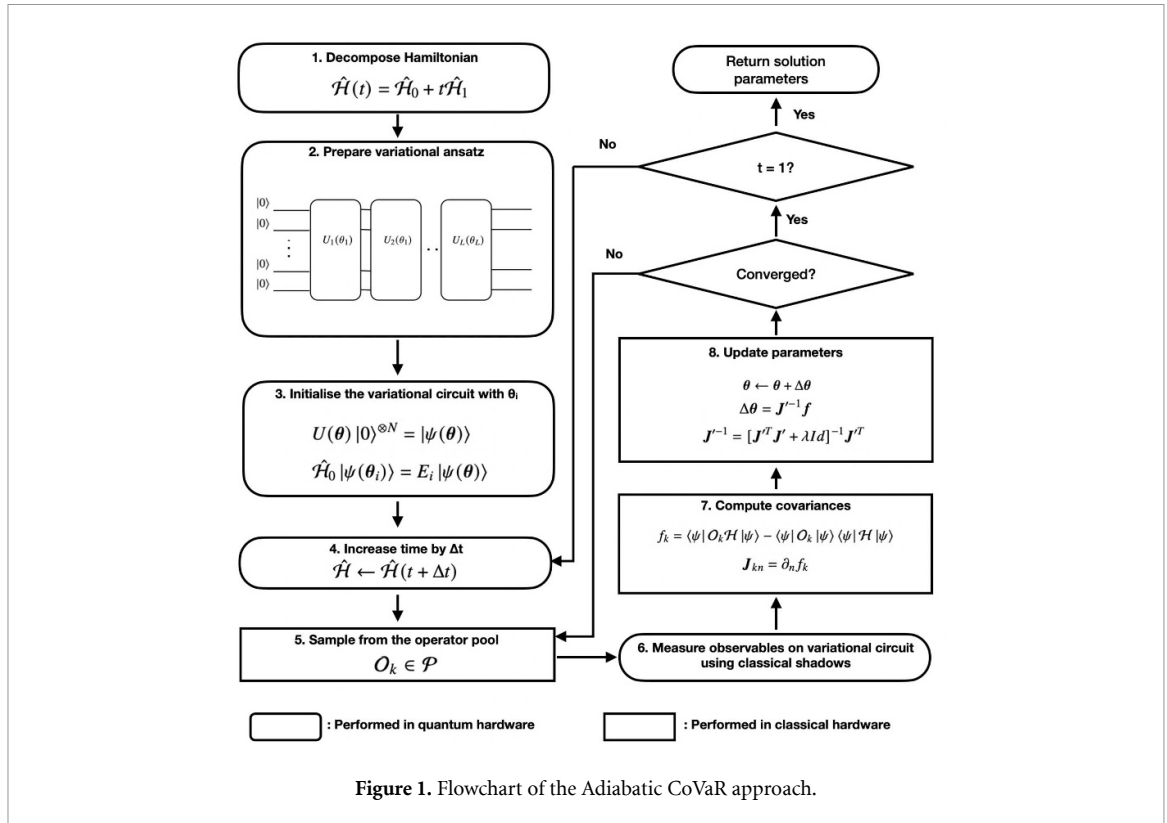 1. Decompose Hamiltonian
Ĥ(t) = Ĥ₀ + tĤ₁
2. Prepare variational ansatz
|0⟩
|0⟩
⋮
|0⟩
|0⟩
U₁(θ₁)
U₂(θ₁)
. .
U_L(θ_L)
3. Initialise the variational circuit with θᵢ
U(θ) |0⟩^{⊗N} = |ψ(θ)⟩
Ĥ₀ |ψ(θᵢ)⟩ = Eᵢ |ψ(θ)⟩
4. Increase time by Δt
Ĥ ← Ĥ(t + Δt)
5. Sample from the operator pool
O_k ∈ P
6. Measure observables on variational circuit
using classical shadows
7. Compute covariances
f_k = ⟨ψ| O_k H |ψ⟩ − ⟨ψ| O_k |ψ⟩ ⟨ψ| H |ψ⟩
J_{kn} = ∂_n f_k
8. Update parameters
θ ← θ + Δθ
Δθ = J′⁻¹ f
J′⁻¹ = [J′ᵀ J′ + λId]⁻¹ J′ᵀ
Converged?
No
Yes
t = 1?
No
Yes
Return solution
parameters
: Performed in quantum hardware
: Performed in classical hardware
Figure 1. Flowchart of the Adiabatic CoVaR approach.